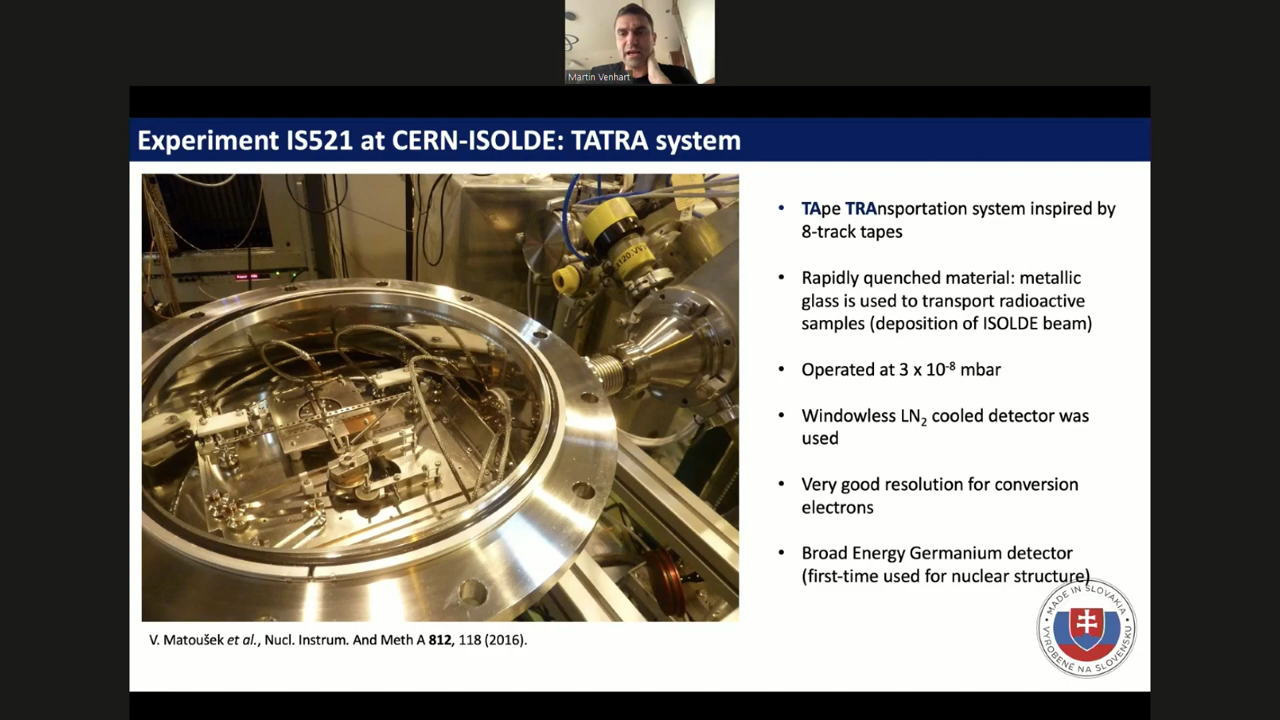 Martin Venhart
Experiment IS521 at CERN-ISOLDE: TATRA system
• TApe TRAnsportation system inspired by
8-track tapes
• Rapidly quenched material: metallic
glass is used to transport radioactive
samples (deposition of ISOLDE beam)
• Operated at 3 x 10⁻⁸ mbar
• Windowless LN₂ cooled detector was
used
• Very good resolution for conversion
electrons
• Broad Energy Germanium detector
(first-time used for nuclear structure)
V. Matoušek et al., Nucl. Instrum. And Meth A 812, 118 (2016).
MADE IN SLOVAKIA
VYROBENÉ NA SLOVENSKU